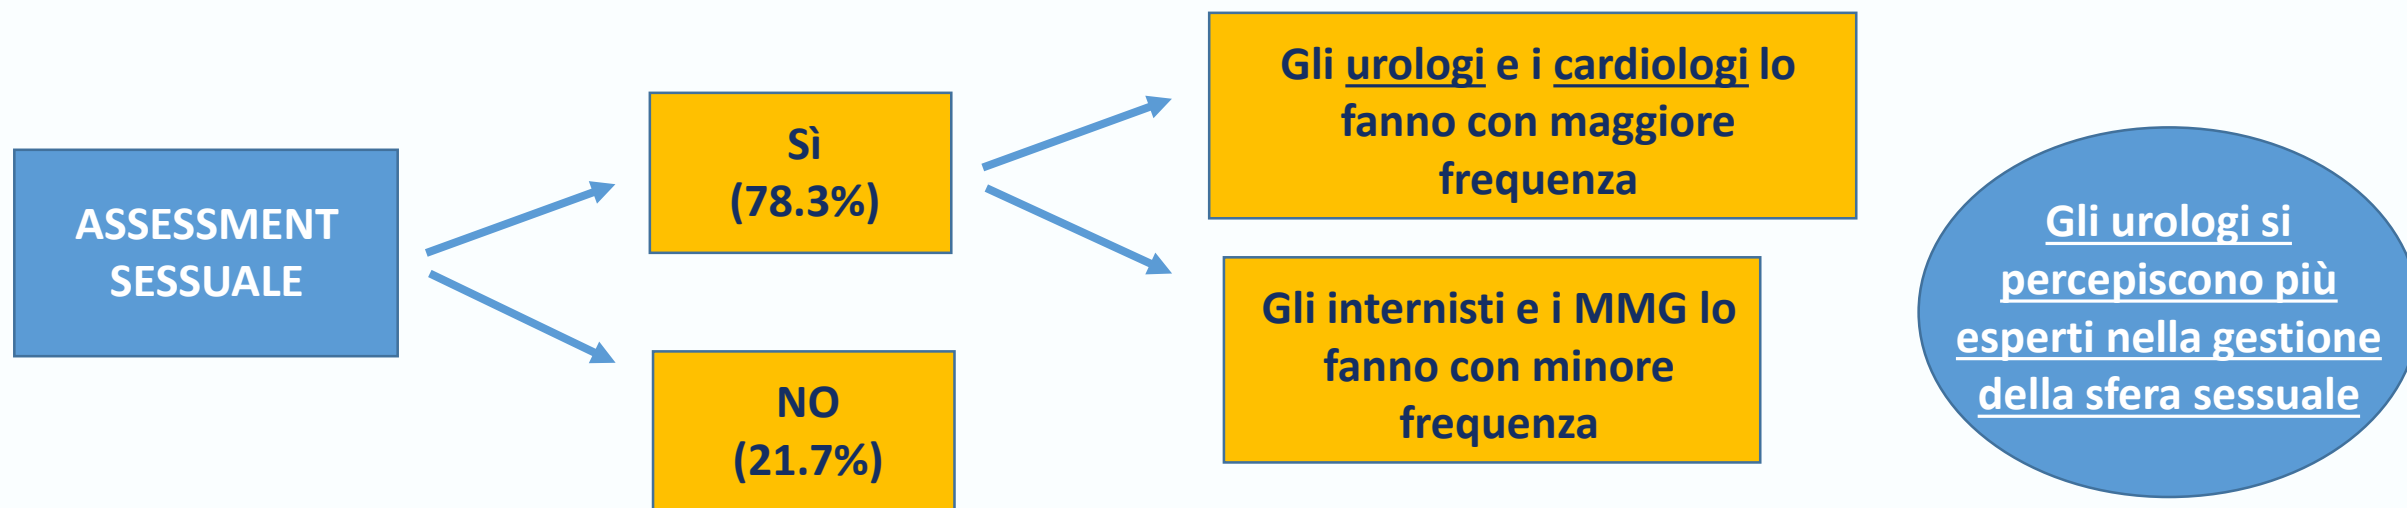 ASSESSMENT
SESSUALE
Sì
(78.3%)
NO
(21.7%)
Gli urologi e i cardiologi lo
fanno con maggiore
frequenza
Gli internisti e i MMG lo
fanno con minore
frequenza
Gli urologi si
percepiscono più
esperti nella gestione
della sfera sessuale